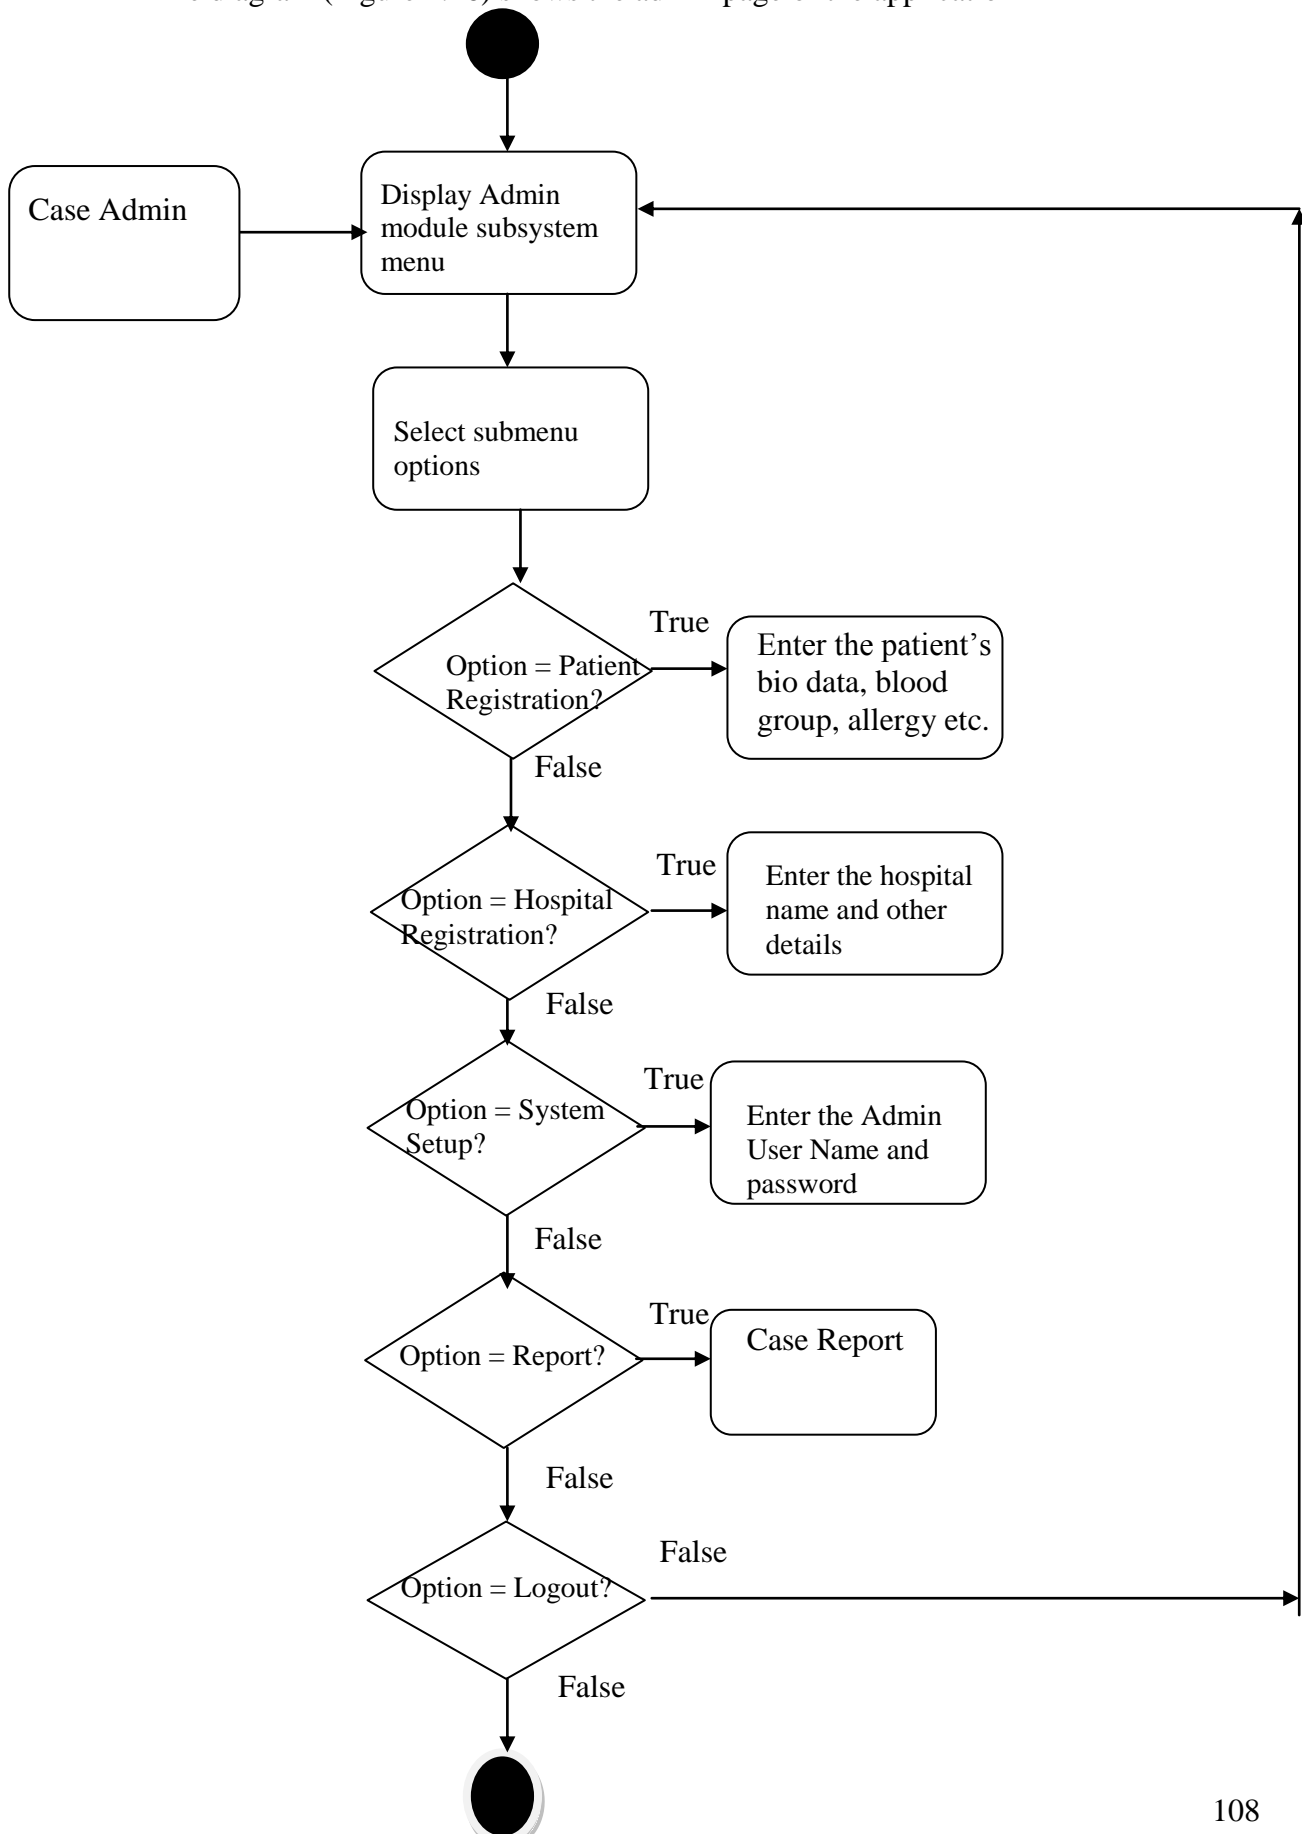 Case Admin
Display Admin
module subsystem
menu
Select submenu
options
True
Option = Patient
Registration?
Enter the patient’s
bio data, blood
group, allergy etc.
False
True
Option = Hospital
Registration?
Enter the hospital
name and other
details
False
True
Option = System
Setup?
Enter the Admin
User Name and
password
False
True
Option = Report?
Case Report
False
False
Option = Logout?
False
108